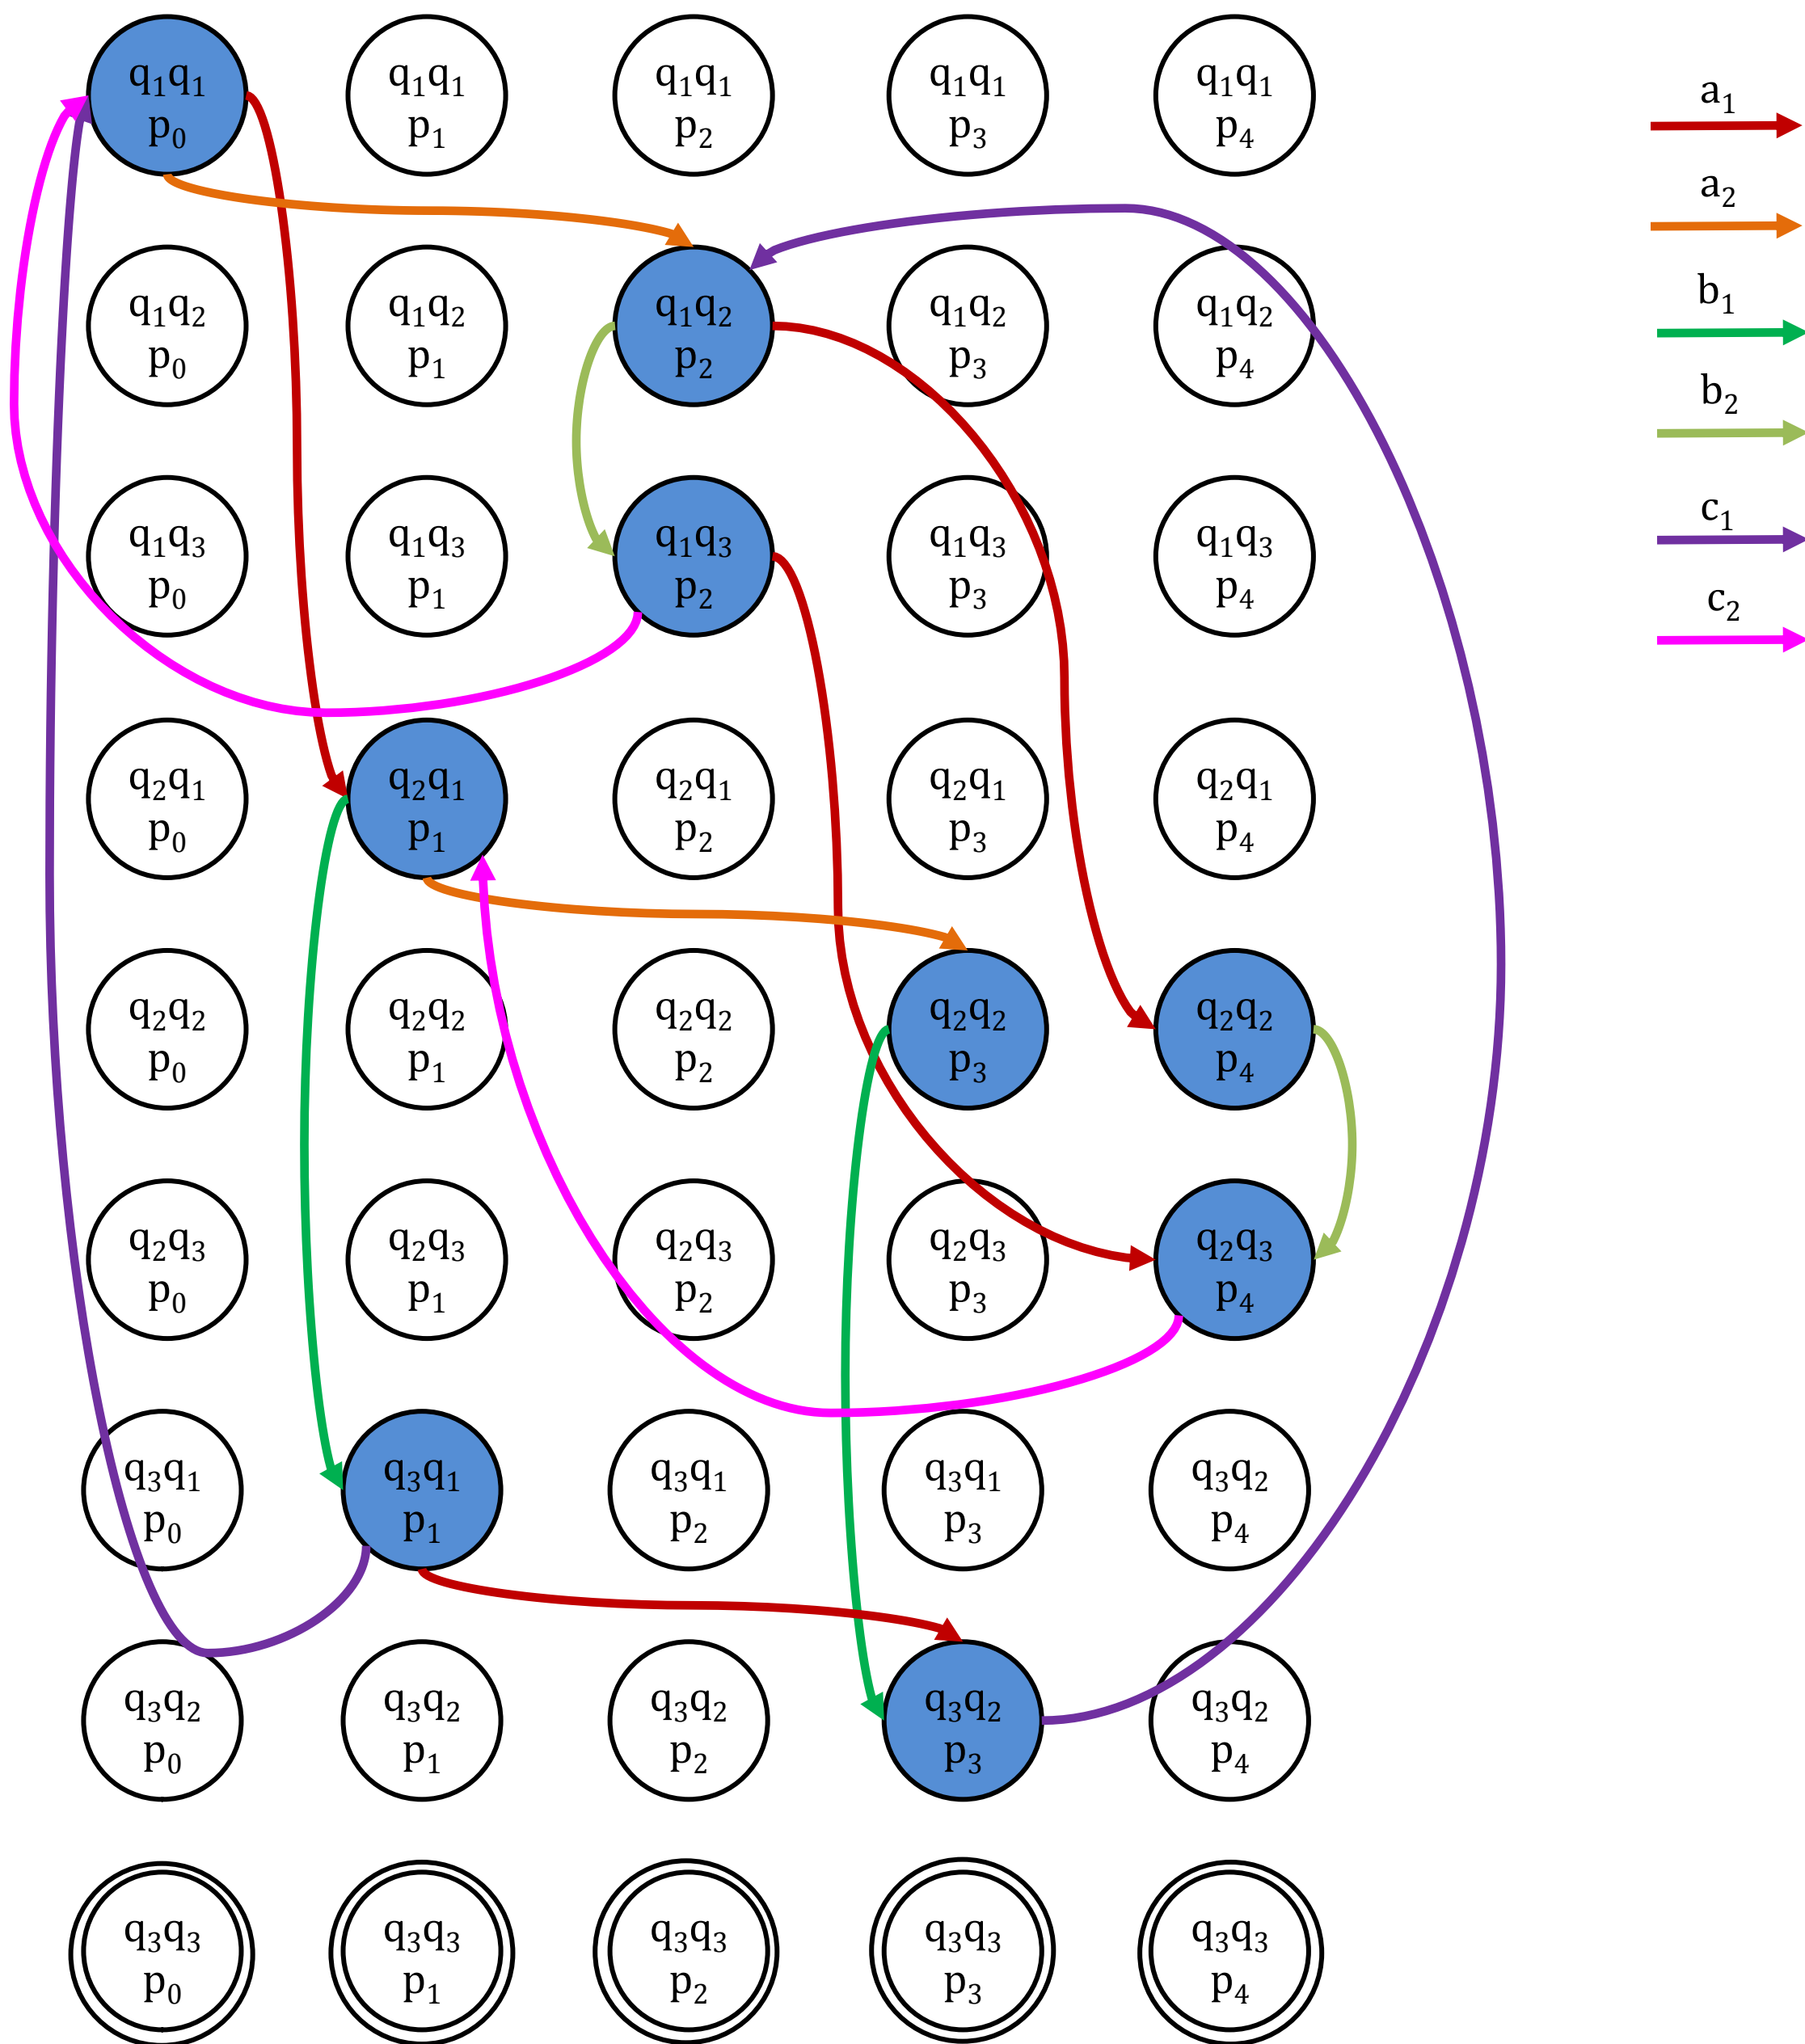 q₁q₁ q₁q₁ q₁q₁ q₁q₁ q₁q₁
p₀ p₁ p₂ p₃ p₄
q₁q₂ q₁q₂ q₁q₂ q₁q₂ q₁q₂
p₀ p₁ p₂ p₃ p₄
q₁q₃ q₁q₃ q₁q₃ q₁q₃ q₁q₃
p₀ p₁ p₂ p₃ p₄
q₂q₁ q₂q₁ q₂q₁ q₂q₁ q₂q₁
p₀ p₁ p₂ p₃ p₄
q₂q₂ q₂q₂ q₂q₂ q₂q₂ q₂q₂
p₀ p₁ p₂ p₃ p₄
q₂q₃ q₂q₃ q₂q₃ q₂q₃ q₂q₃
p₀ p₁ p₂ p₃ p₄
q₃q₁ q₃q₁ q₃q₁ q₃q₁ q₃q₂
p₀ p₁ p₂ p₃ p₄
q₃q₂ q₃q₂ q₃q₂ q₃q₂ q₃q₂
p₀ p₁ p₂ p₃ p₄
q₃q₃ q₃q₃ q₃q₃ q₃q₃ q₃q₃
p₀ p₁ p₂ p₃ p₄
a₁
a₂
b₁
b₂
c₁
c₂